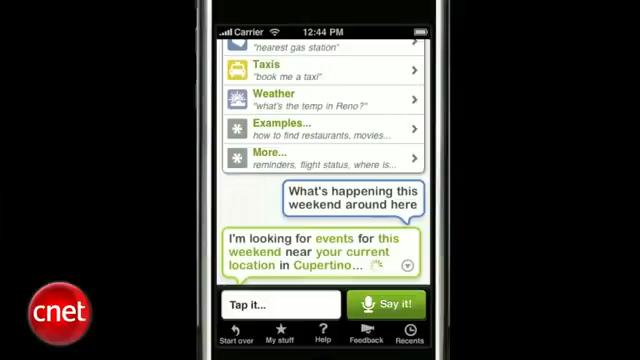 Carrier 12:44 PM
"nearest gas station"
Taxis
"book me a taxi"
Weather
"what's the temp in Reno?"
Examples...
how to find restaurants, movies...
More...
reminders, flight status, where is...
What's happening this
weekend around here
I'm looking for events for this
weekend near your current
location in Cupertino...
Tap it... Say it!
Start over My stuff Help Feedback Recents
cnet